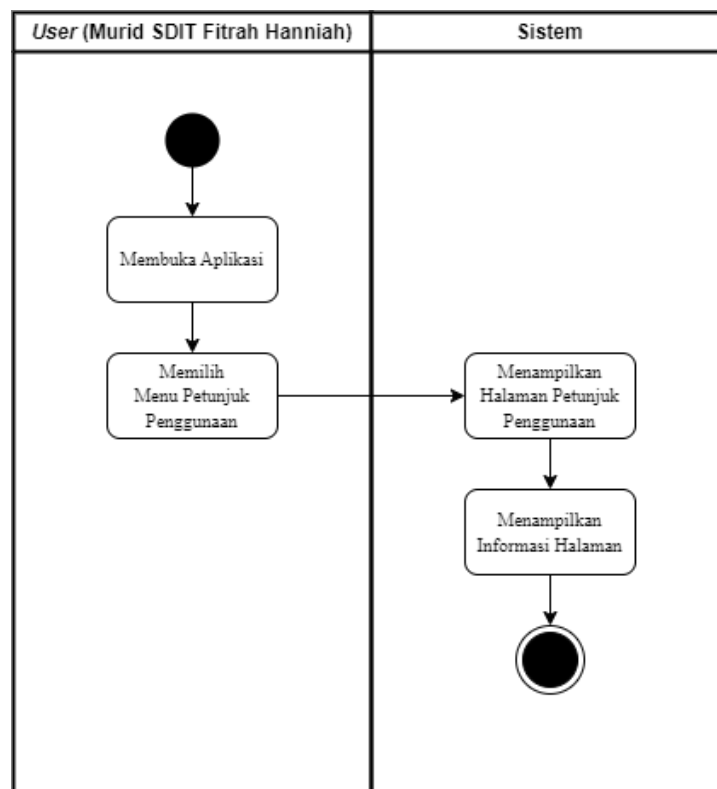 User (Murid SDIT Fitrah Hanniah)
Sistem
Membuka Aplikasi
Memilih
Menu Petunjuk
Penggunaan
Menampilkan
Halaman Petunjuk
Penggunaan
Menampilkan
Informasi Halaman